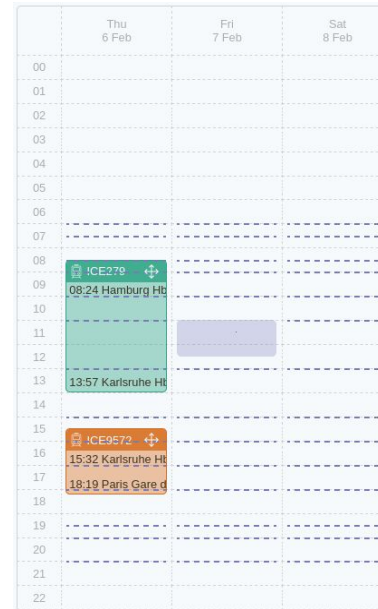 Thu Fri Sat
6 Feb 7 Feb 8 Feb
00
01
02
03
04
05
06
07
08
ICE279
09
08:24 Hamburg Hb
10
11
12
13
13:57 Karlsruhe Hb
14
15
ICE9572
16
15:32 Karlsruhe Hb
17
18:19 Paris Gare d
18
19
20
21
22